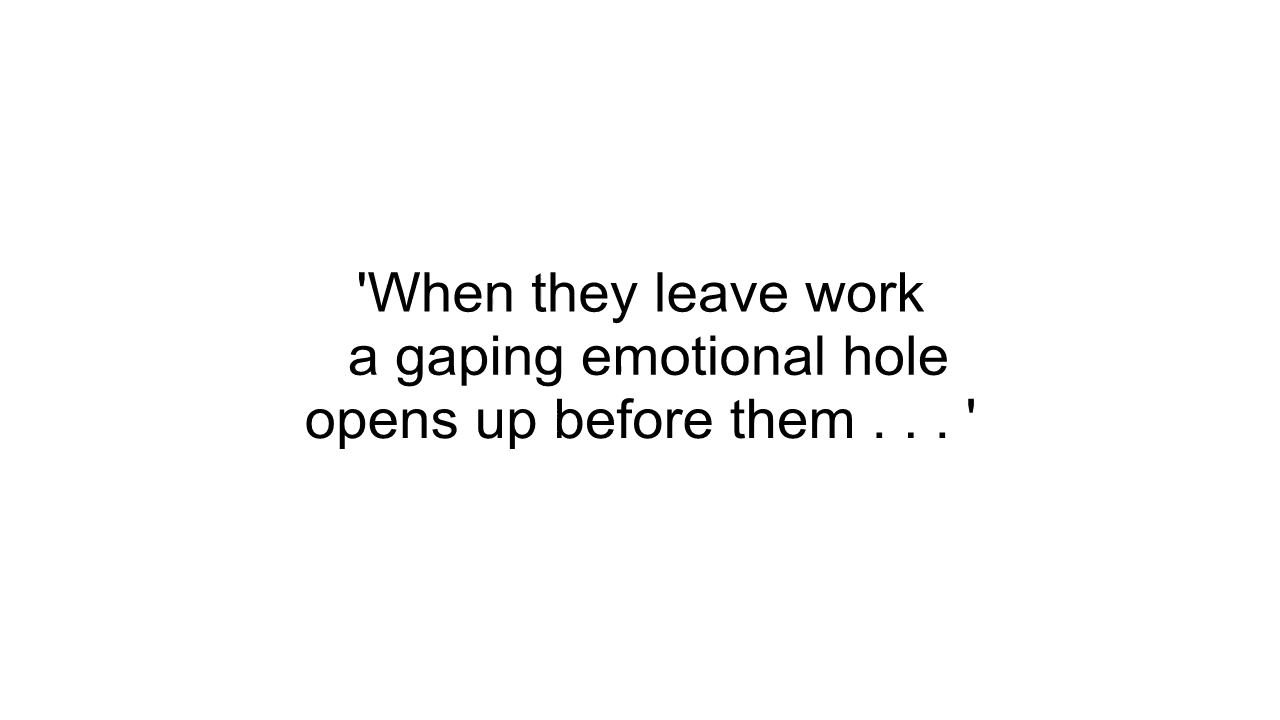 'When they leave work
a gaping emotional hole
opens up before them . . . '